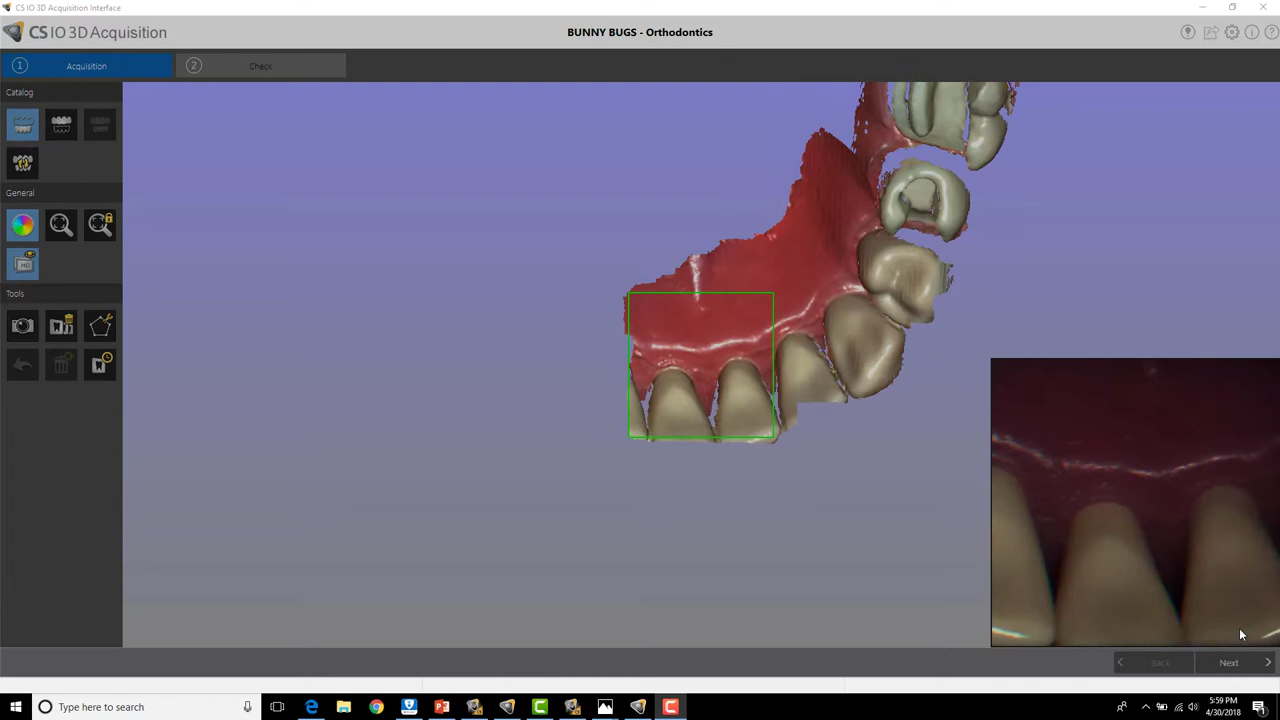 CS IO 3D Acquisition Interface
CS IO 3D Acquisition
BUNNY BUGS - Orthodontics
1 Acquisition
2 Check
Catalog
General
Tools
< Back
Next >
Type here to search
5:59 PM
4/30/2018